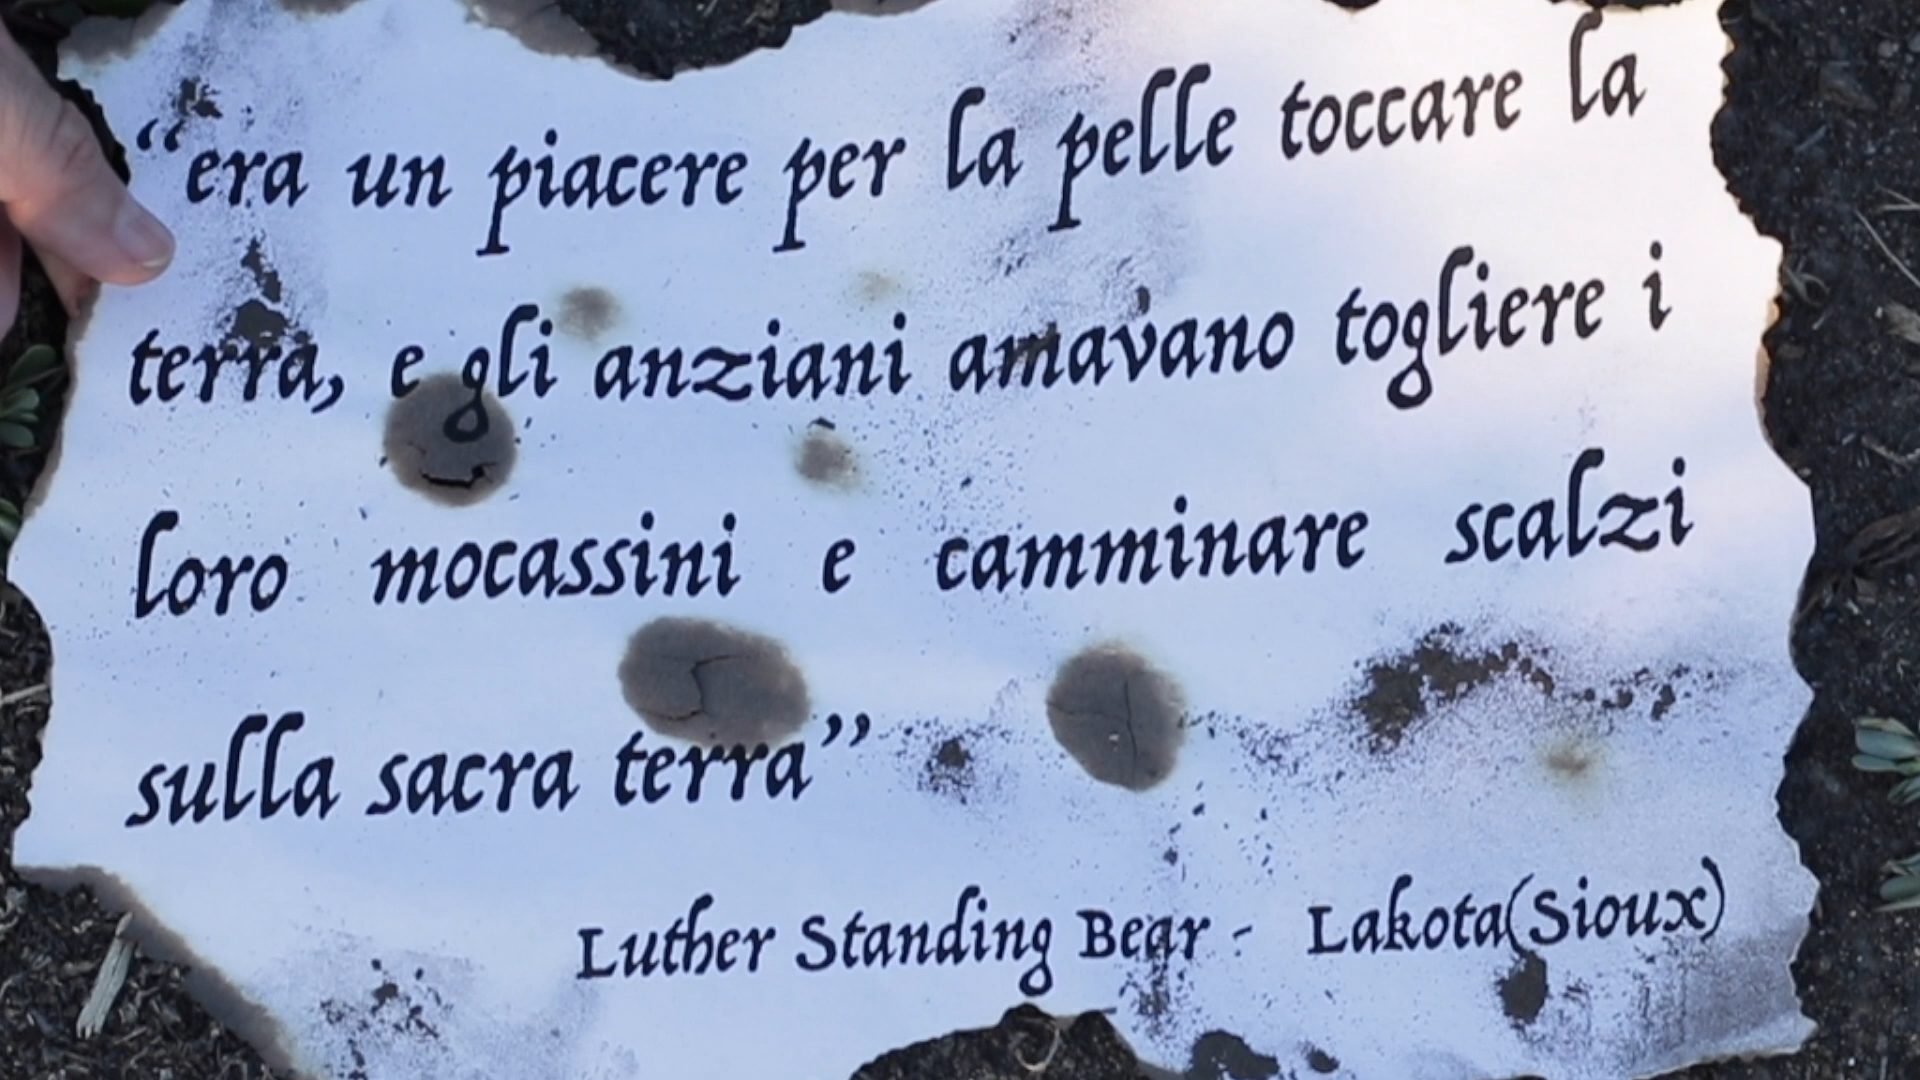 “era un piacere per la pelle toccare la
terra, e gli anziani amavano togliere i
loro mocassini e camminare scalzi
sulla sacra terra”
Luther Standing Bear - Lakota(Sioux)